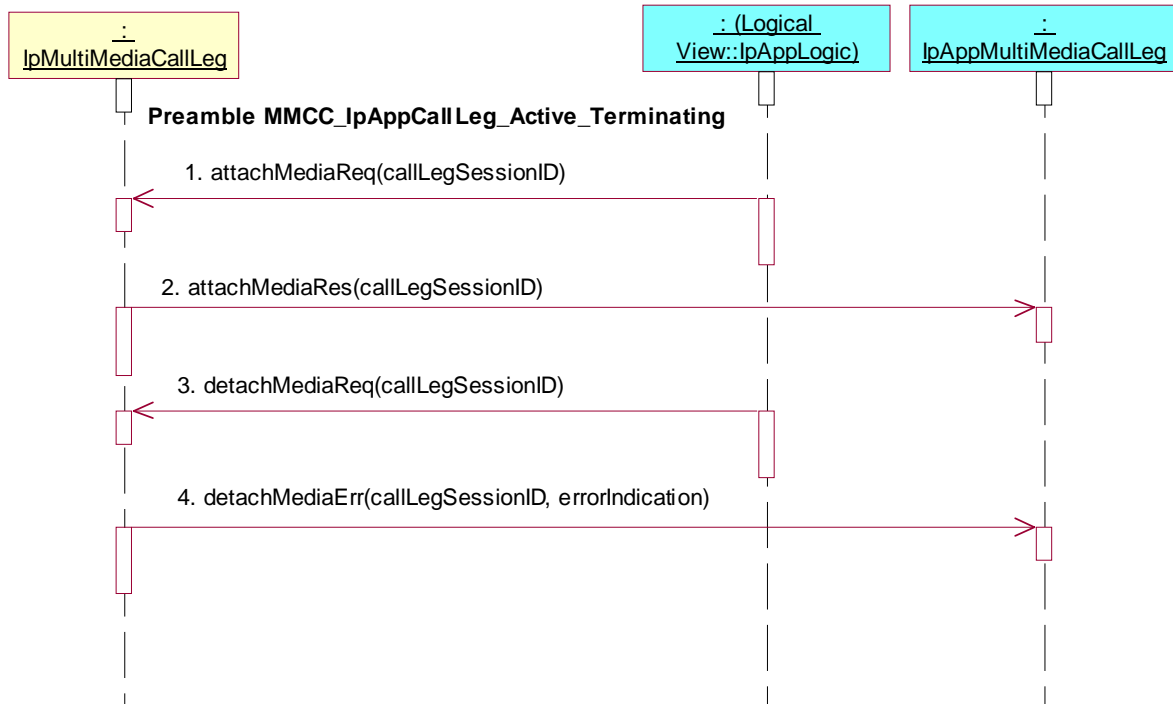 :
IpMultiMediaCallLeg
: (Logical
View::IpAppLogic)
:
IpAppMultiMediaCallLeg
Preamble MMCC_IpAppCallLeg_Active_Terminating
1. attachMediaReq(callLegSessionID)
2. attachMediaRes(callLegSessionID)
3. detachMediaReq(callLegSessionID)
4. detachMediaErr(callLegSessionID, errorIndication)